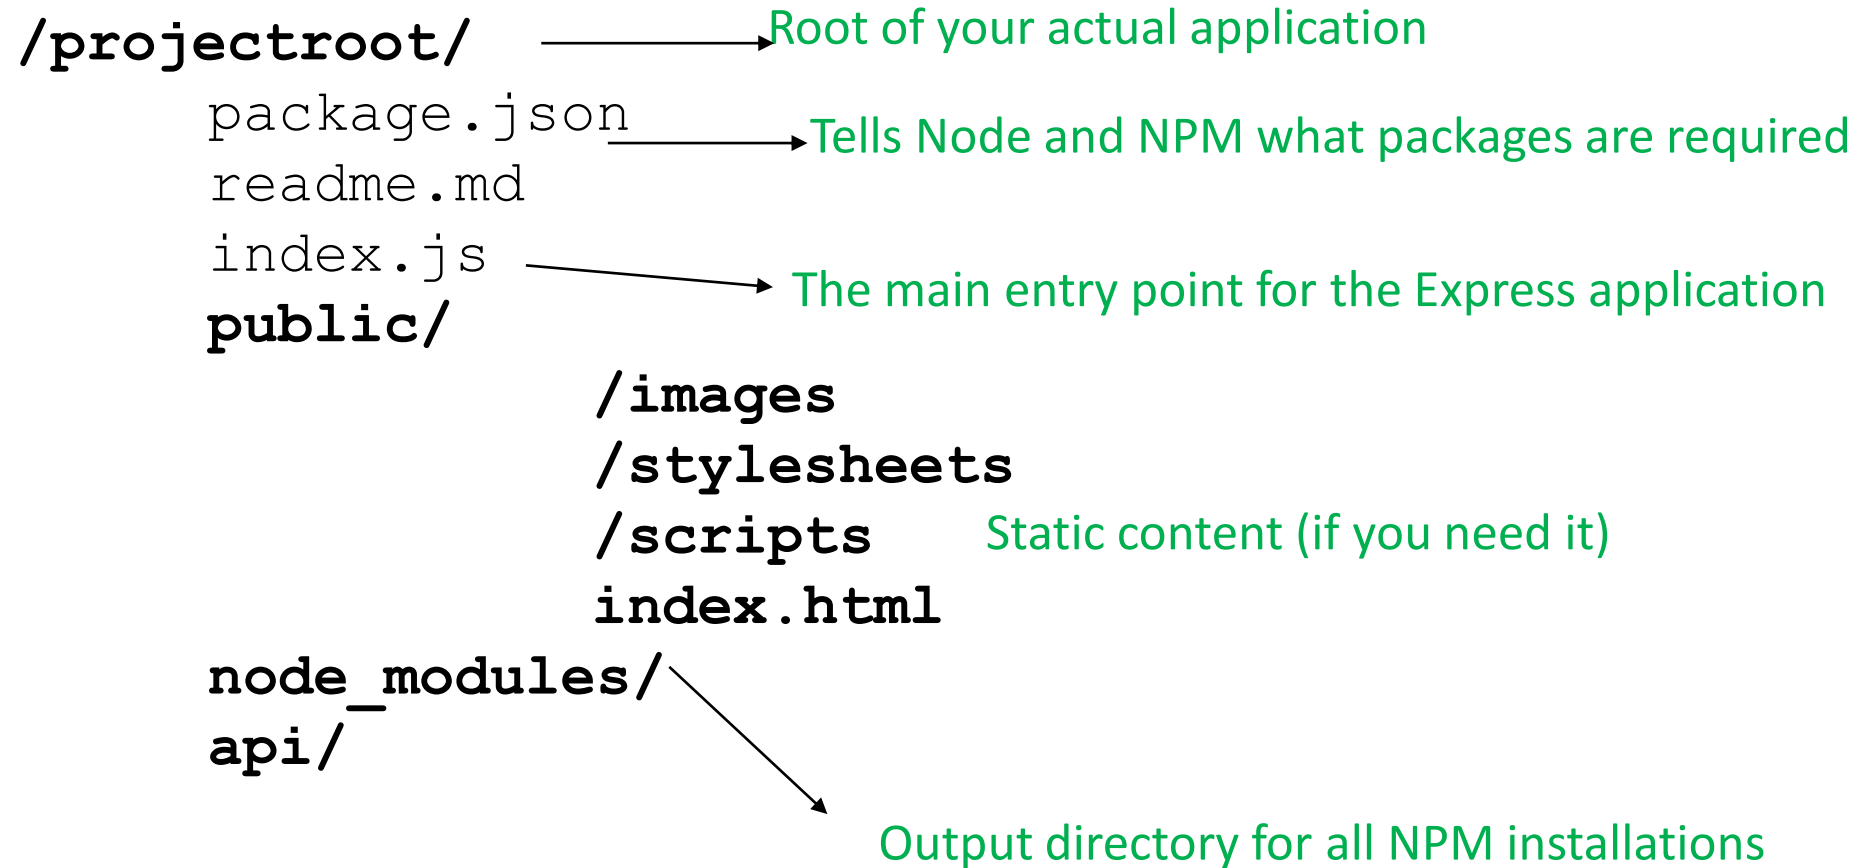 /projectroot/ Root of your actual application
package.json Tells Node and NPM what packages are required
readme.md
index.js The main entry point for the Express application
public/
/images
/stylesheets
/scripts Static content (if you need it)
index.html
node_modules/
api/
Output directory for all NPM installations